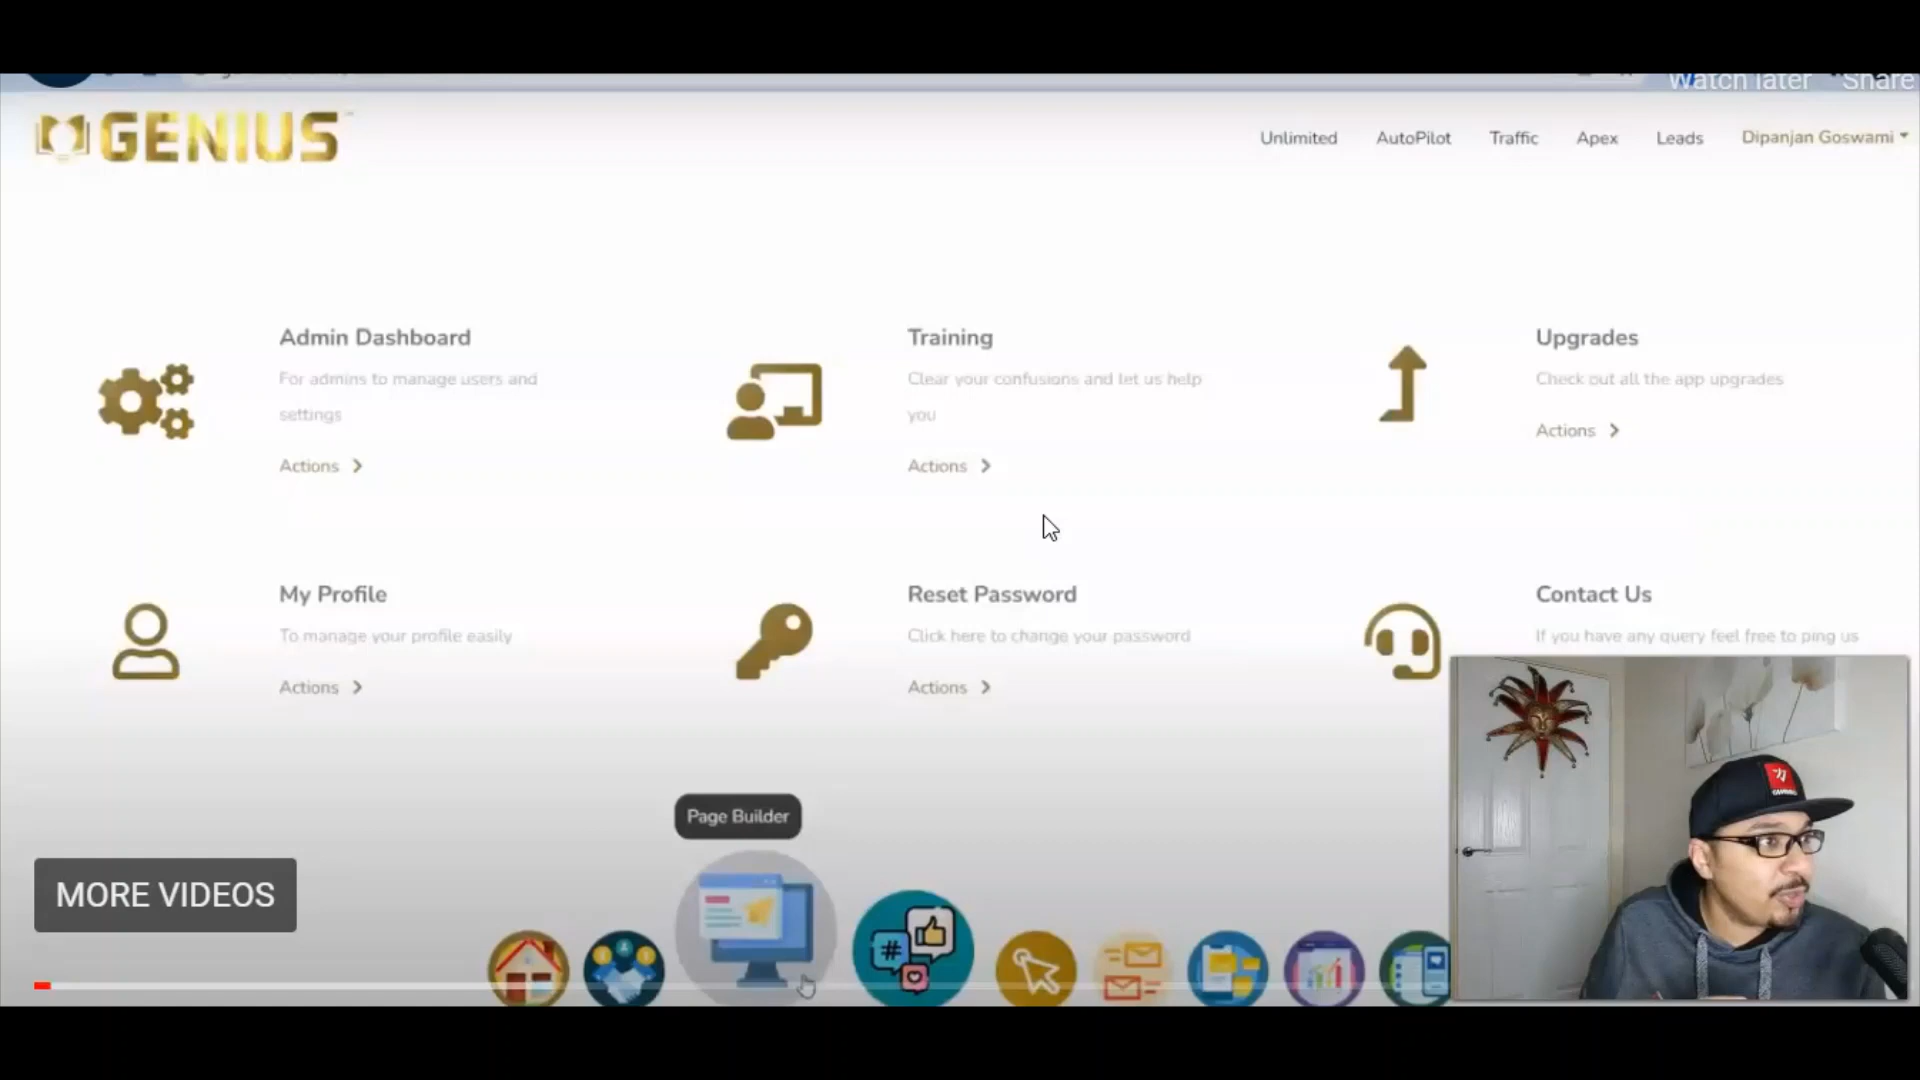 Watch later Share
GENIUS
Unlimited AutoPilot Traffic Apex Leads Dipanjan Goswami
Admin Dashboard
For admins to manage users and
settings
Actions
Training
Clear your confusions and let us help
you
Actions
Upgrades
Check out all the app upgrades
Actions
My Profile
To manage your profile easily
Actions
Reset Password
Click here to change your password
Actions
Contact Us
If you have any query feel free to ping us
Page Builder
MORE VIDEOS
#